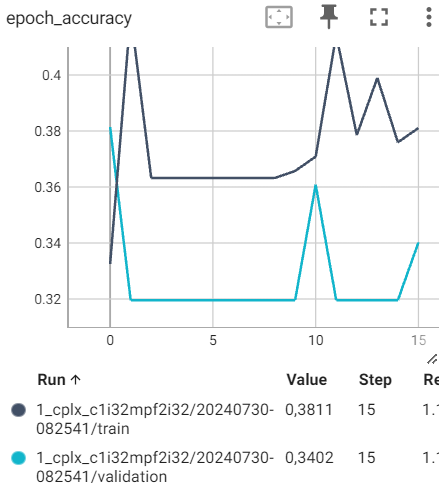 epoch_accuracy
0.4
0.38
0.36
0.34
0.32
0 5 10 15
Run ↑ Value Step Re
1_cplx_c1i32mpf2i32/20240730- 0,3811 15 1.1
082541/train
1_cplx_c1i32mpf2i32/20240730- 0,3402 15 1.1
082541/validation